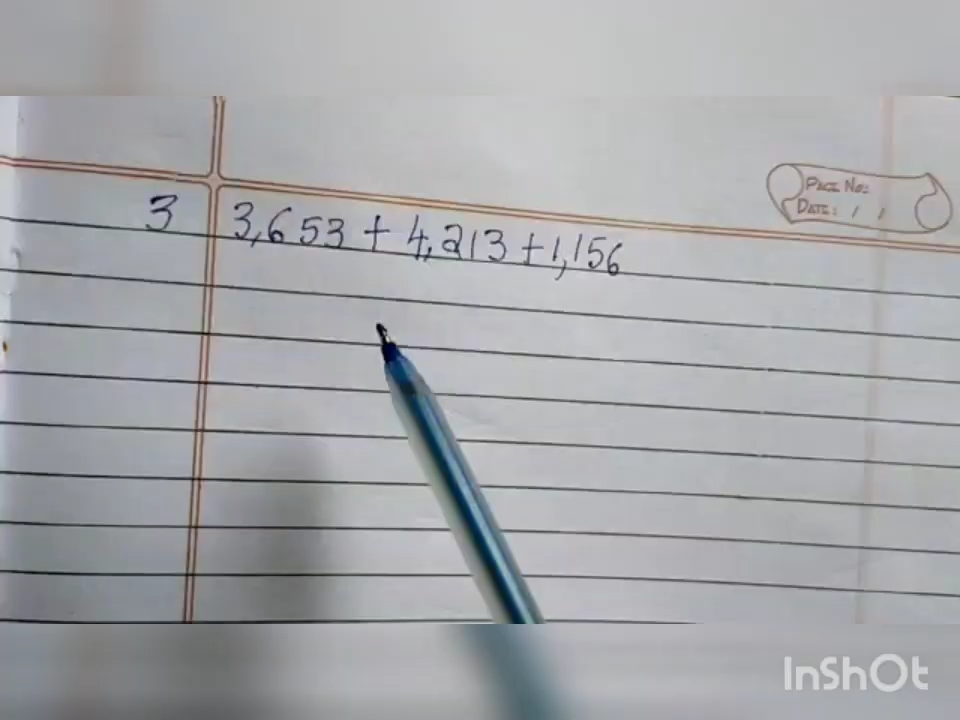 PAGE NO:
DATE: / /
3 3,653 + 4,213 + 1,156
InShOt